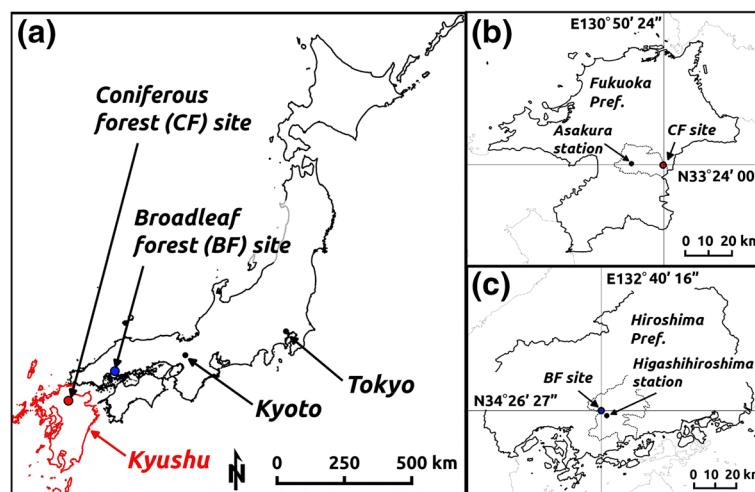 (a)
Coniferous
forest (CF) site
Broadleaf
forest (BF) site
Tokyo
Kyoto
Kyushu
N
0 250 500 km
(b)
E130° 50′ 24″
Fukuoka
Pref.
Asakura
station
CF site
N33° 24′ 00
0 10 20 km
(c)
E132° 40′ 16″
Hiroshima
Pref.
Higashihiroshima
station
BF site
N34° 26′ 27″
0 10 20 km